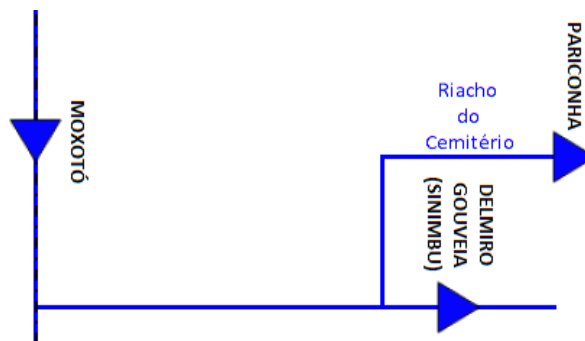 MOXOTÓ
Riacho
do
Cemitério
PARICONHA
DELMIRO
GOUVEIA
(SINIMBU)